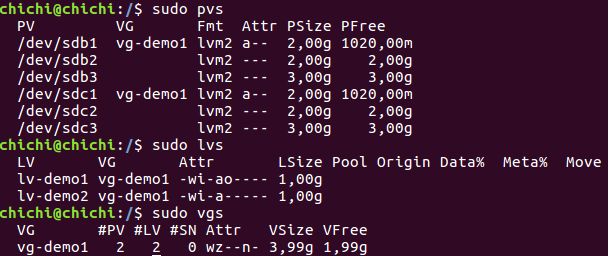 chichi@chichi:/$ sudo pvs
  PV         VG       Fmt  Attr PSize PFree
  /dev/sdb1  vg-demo1 lvm2 a--  2,00g 1020,00m
  /dev/sdb2           lvm2 ---  2,00g    2,00g
  /dev/sdb3           lvm2 ---  3,00g    3,00g
  /dev/sdc1  vg-demo1 lvm2 a--  2,00g 1020,00m
  /dev/sdc2           lvm2 ---  2,00g    2,00g
  /dev/sdc3           lvm2 ---  3,00g    3,00g
chichi@chichi:/$ sudo lvs
  LV       VG       Attr       LSize Pool Origin Data%  Meta%  Move
  lv-demo1 vg-demo1 -wi-ao---- 1,00g
  lv-demo2 vg-demo1 -wi-a----- 1,00g
chichi@chichi:/$ sudo vgs
  VG       #PV #LV #SN Attr   VSize VFree
  vg-demo1   2   2   0 wz--n- 3,99g 1,99g